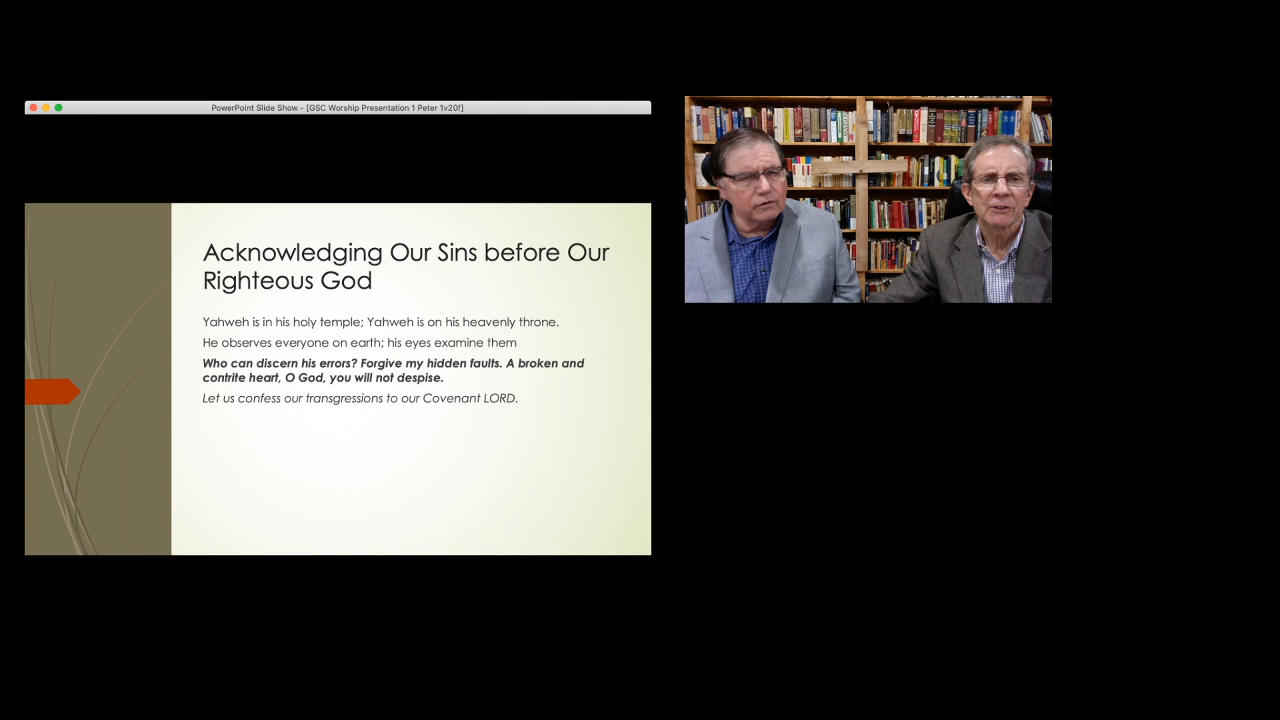 PowerPoint Slide Show - [GSC Worship Presentation 1 Peter 1v20f]
Acknowledging Our Sins before Our
Righteous God
Yahweh is in his holy temple; Yahweh is on his heavenly throne.
He observes everyone on earth; his eyes examine them
Who can discern his errors? Forgive my hidden faults. A broken and
contrite heart, O God, you will not despise.
Let us confess our transgressions to our Covenant LORD.